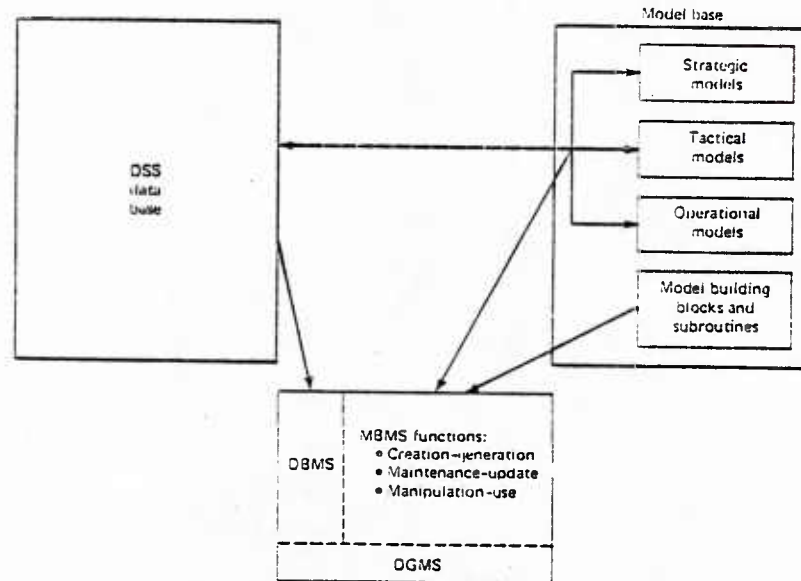 Model base
Strategic
models
DSS
data
base
Tactical
models
Operational
models
Model building
blocks and
subroutines
DBMS
MBMS functions:
• Creation-generation
• Maintenance-update
• Manipulation-use
DGMS